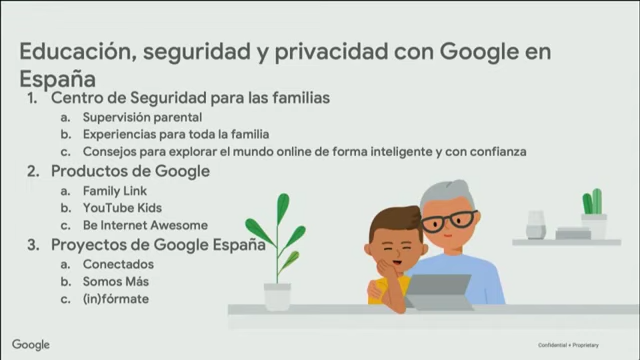 Educación, seguridad y privacidad con Google en
España
1. Centro de Seguridad para las familias
a. Supervisión parental
b. Experiencias para toda la familia
c. Consejos para explorar el mundo online de forma inteligente y con confianza
2. Productos de Google
a. Family Link
b. YouTube Kids
c. Be Internet Awesome
3. Proyectos de Google España
a. Conectados
b. Somos Más
c. (in)fórmate
Google
Confidential + Proprietary